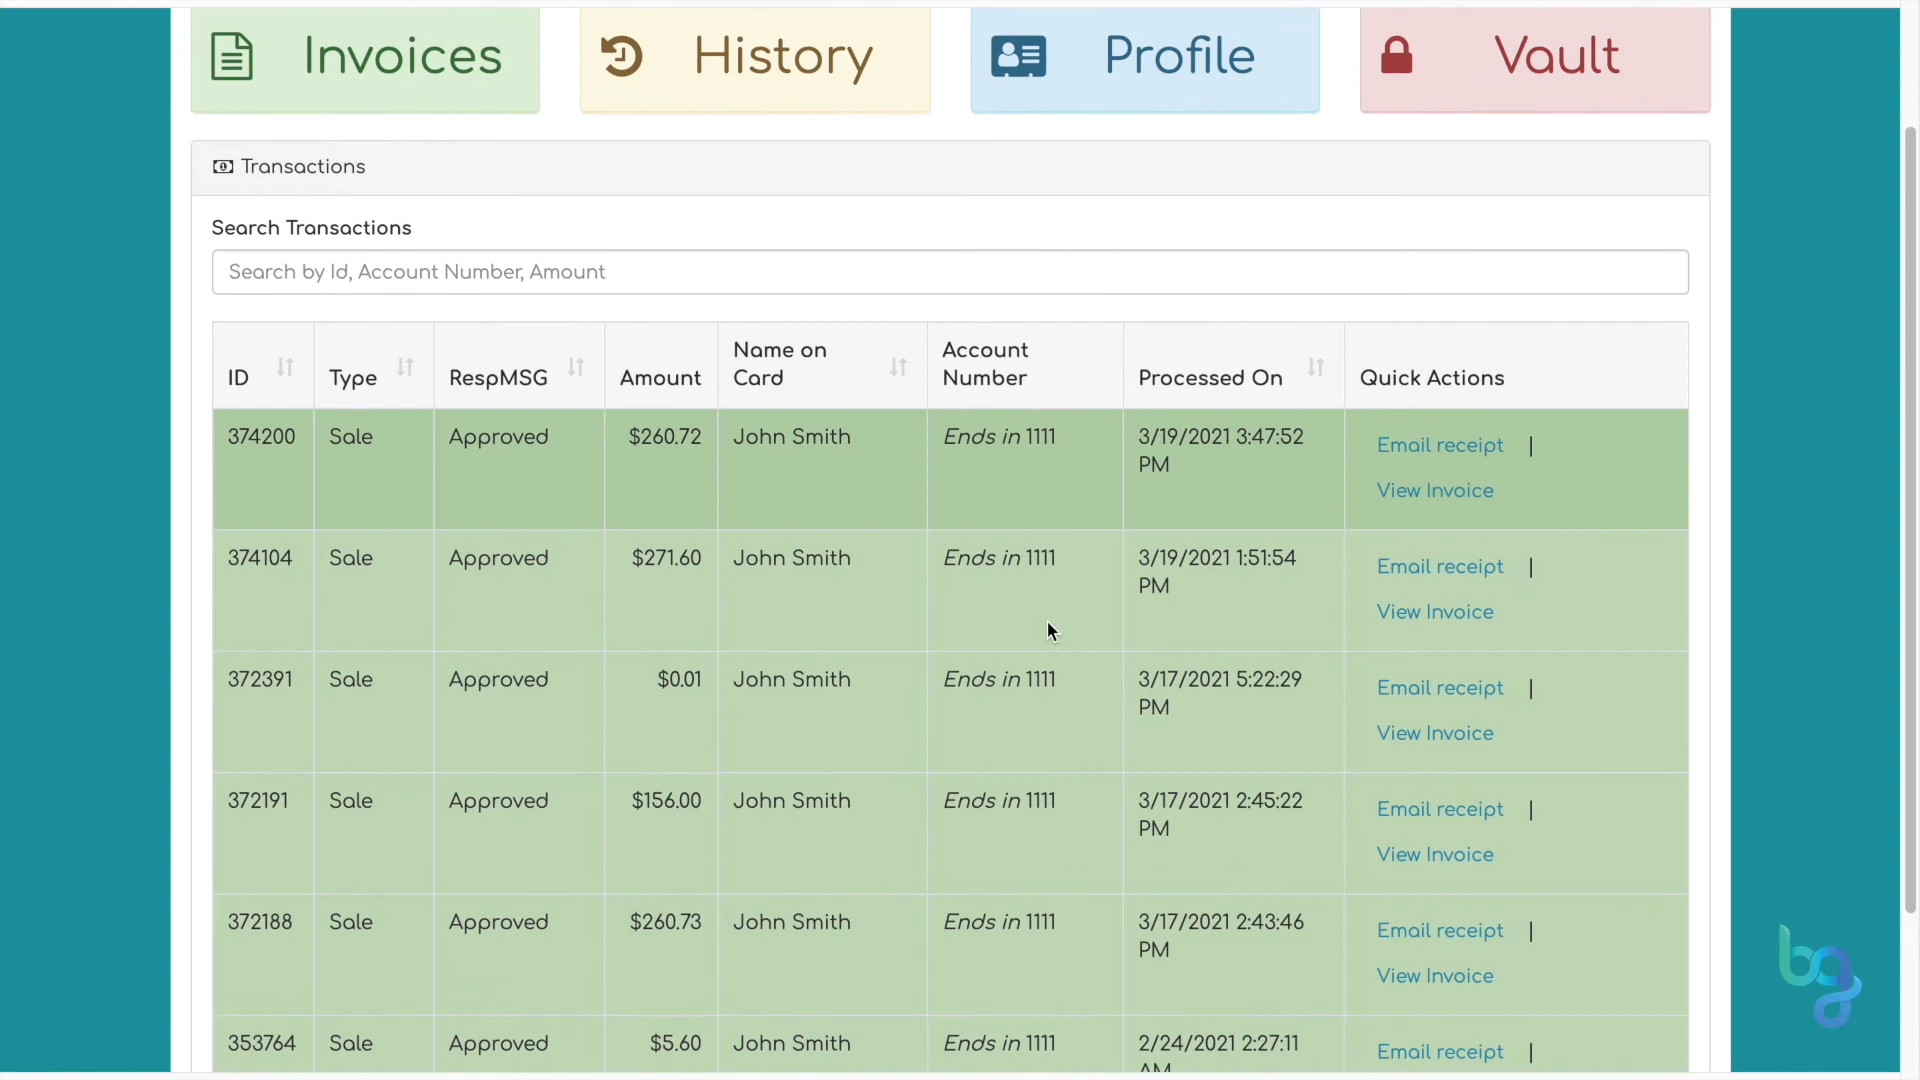 Invoices
History
Profile
Vault
Transactions
Search Transactions
Search by Id, Account Number, Amount
ID
Type
RespMSG
Amount
Name on
Card
Account
Number
Processed On
Quick Actions
374200 Sale Approved $260.72 John Smith Ends in 1111 3/19/2021 3:47:52
PM
Email receipt |
View Invoice
374104 Sale Approved $271.60 John Smith Ends in 1111 3/19/2021 1:51:54
PM
Email receipt |
View Invoice
372391 Sale Approved $0.01 John Smith Ends in 1111 3/17/2021 5:22:29
PM
Email receipt |
View Invoice
372191 Sale Approved $156.00 John Smith Ends in 1111 3/17/2021 2:45:22
PM
Email receipt |
View Invoice
372188 Sale Approved $260.73 John Smith Ends in 1111 3/17/2021 2:43:46
PM
Email receipt |
View Invoice
353764 Sale Approved $5.60 John Smith Ends in 1111 2/24/2021 2:27:11
AM
Email receipt |
bg